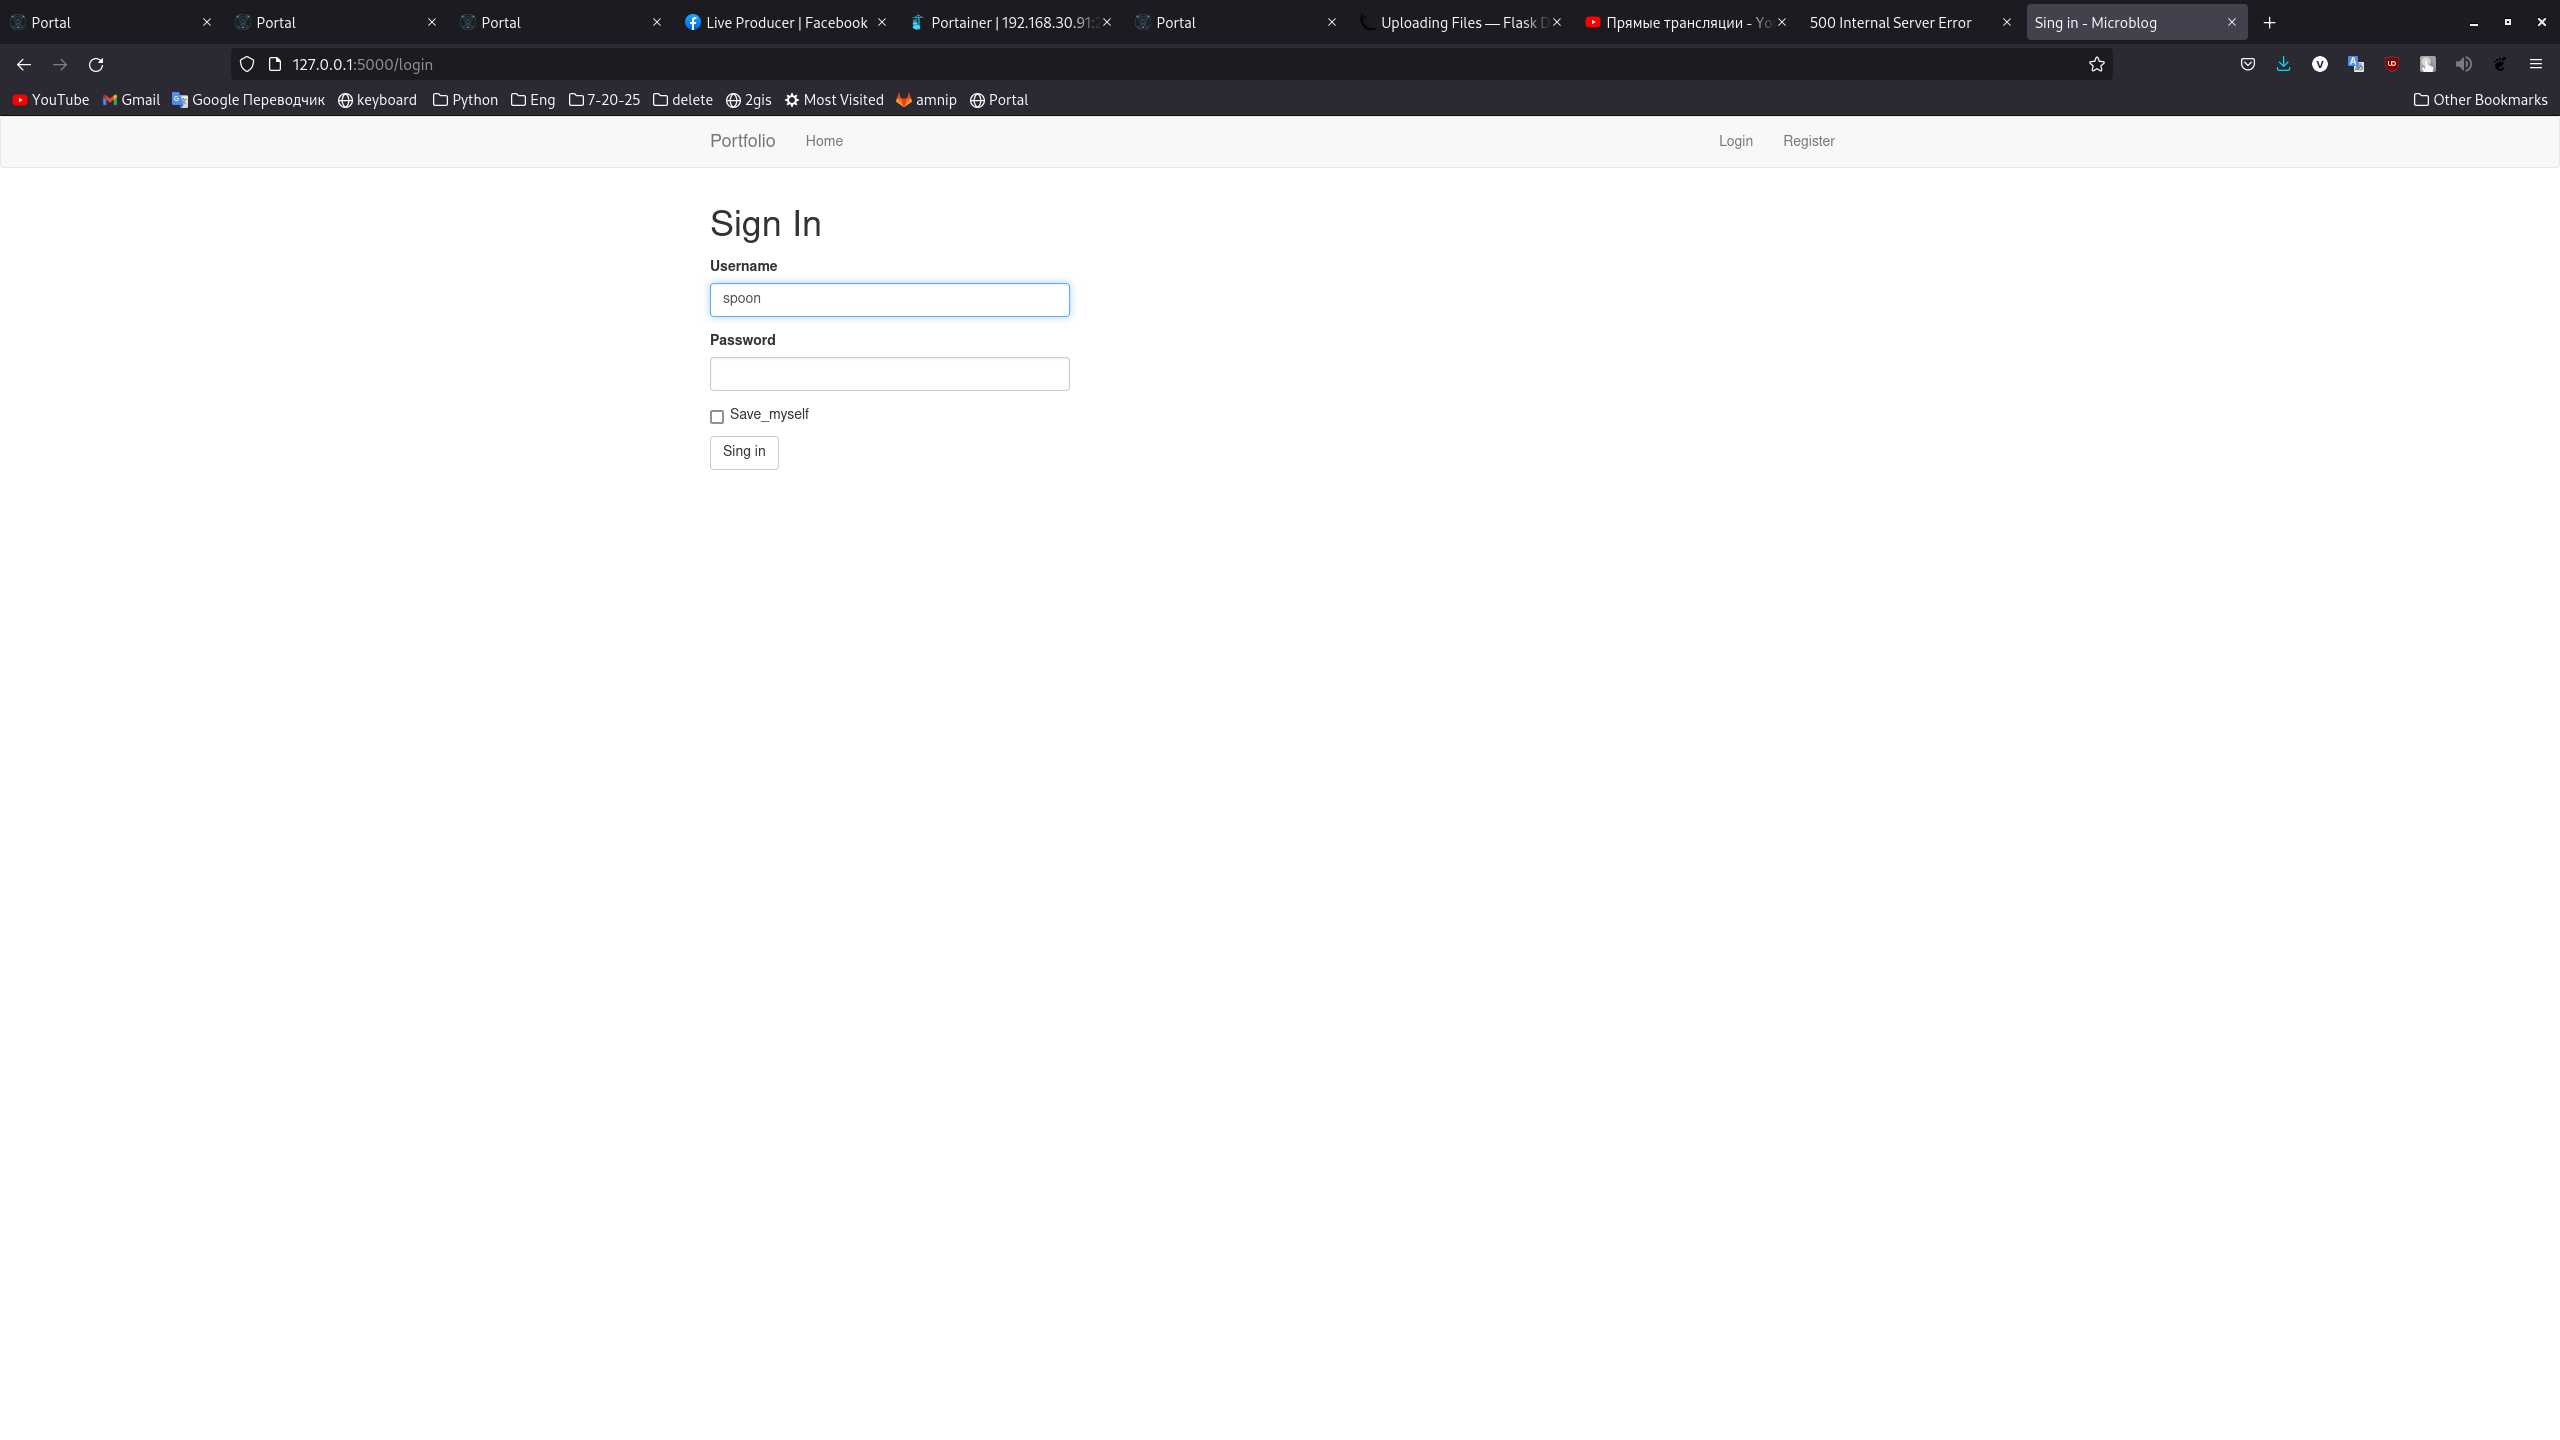 Portal
Portal
Portal
Live Producer | Facebook
Portainer | 192.168.30.91:2
Portal
Uploading Files — Flask D
Прямые трансляции - Yo
500 Internal Server Error
Sing in - Microblog
127.0.0.1:5000/login
YouTube
Gmail
Google Переводчик
keyboard
Python
Eng
7-20-25
delete
2gis
Most Visited
amnip
Portal
Other Bookmarks
Portfolio
Home
Login
Register
Sign In
Username
spoon
Password
Save_myself
Sing in